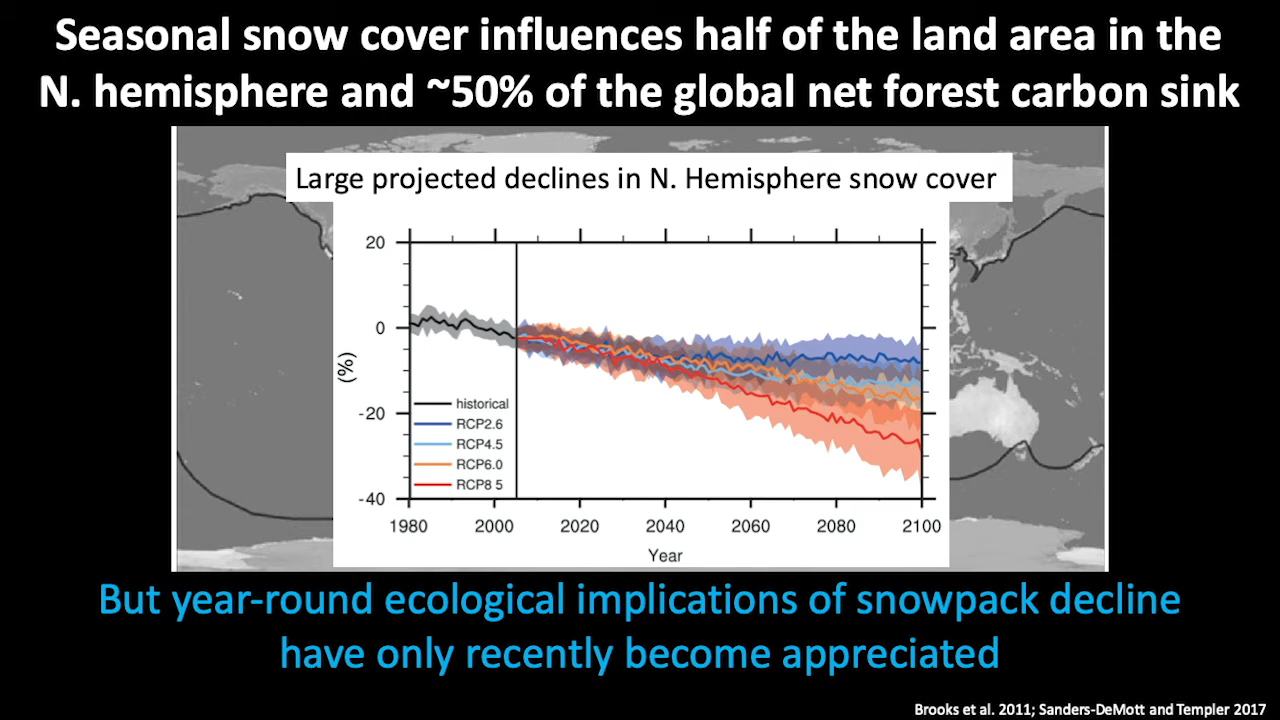 Seasonal snow cover influences half of the land area in the
N. hemisphere and ~50% of the global net forest carbon sink
Large projected declines in N. Hemisphere snow cover
20
0
-20
-40
(%)
historical
RCP2.6
RCP4.5
RCP6.0
RCP8 5
1980 2000 2020 2040 2060 2080 2100
Year
But year-round ecological implications of snowpack decline
have only recently become appreciated
Brooks et al. 2011; Sanders-DeMott and Templer 2017